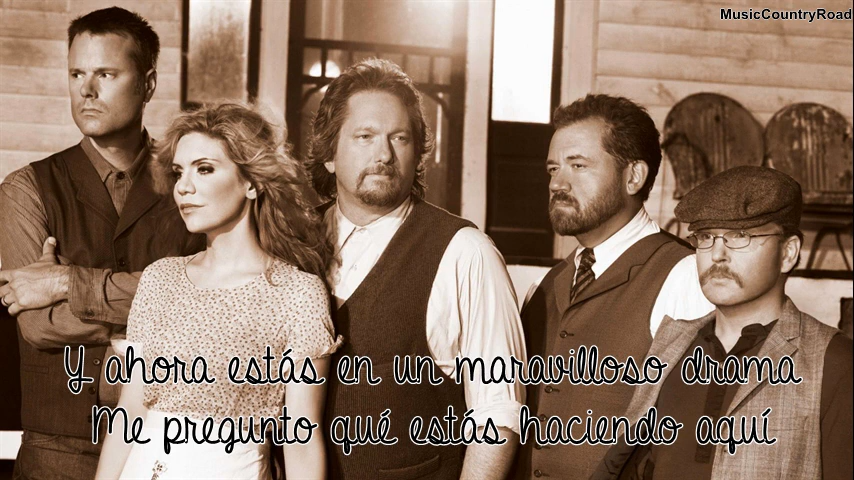 MusicCountryRoad
Y ahora estás en un maravilloso drama
Me pregunto qué estás haciendo aquí